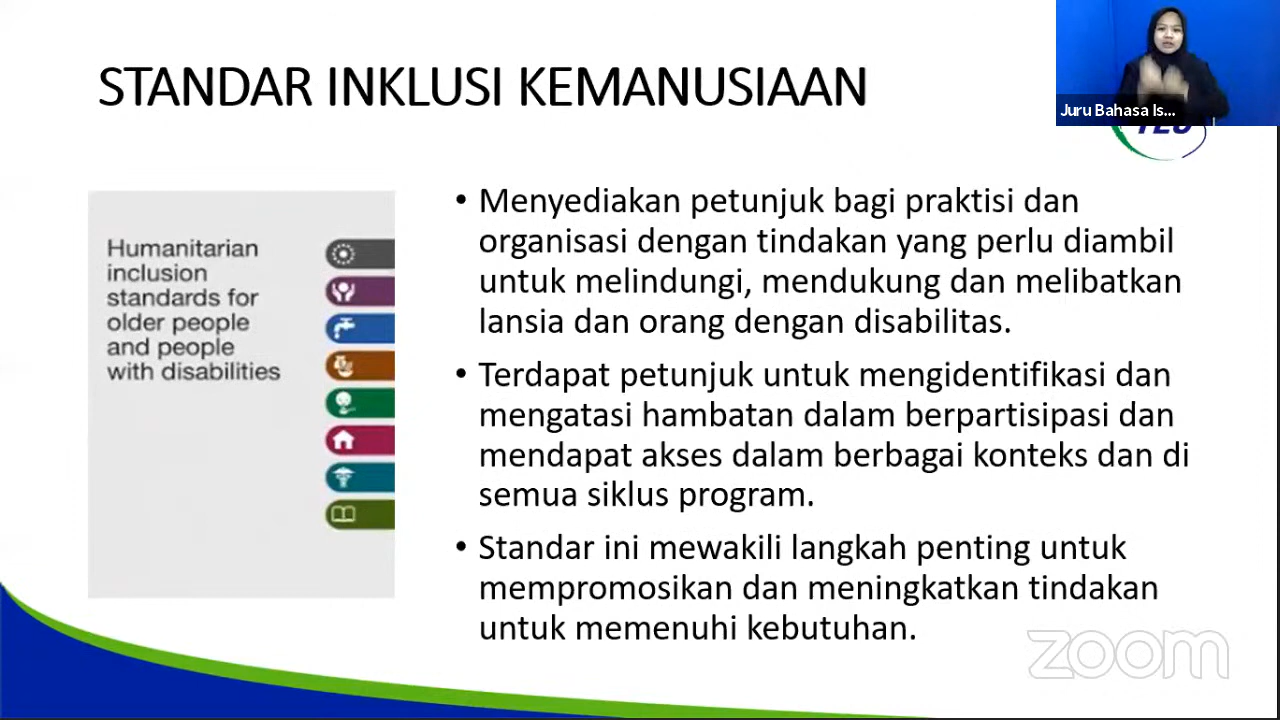 STANDAR INKLUSI KEMANUSIAAN
Juru Bahasa Is...
Humanitarian
inclusion
standards for
older people
and people
with disabilities
• Menyediakan petunjuk bagi praktisi dan
organisasi dengan tindakan yang perlu diambil
untuk melindungi, mendukung dan melibatkan
lansia dan orang dengan disabilitas.
• Terdapat petunjuk untuk mengidentifikasi dan
mengatasi hambatan dalam berpartisipasi dan
mendapat akses dalam berbagai konteks dan di
semua siklus program.
• Standar ini mewakili langkah penting untuk
mempromosikan dan meningkatkan tindakan
untuk memenuhi kebutuhan.
zoom